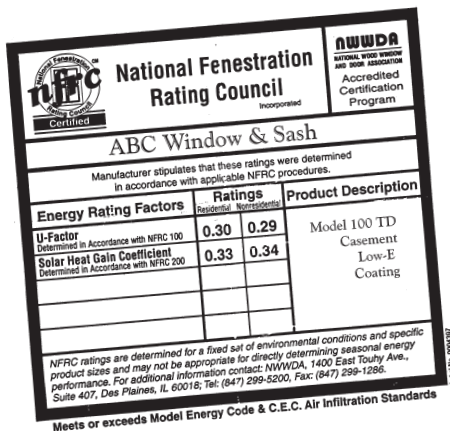 National Fenestration
nfrc
Rating Council
Certified
National Fenestration
Rating Council
Incorporated
NWWDA
NATIONAL WOOD WINDOW
AND DOOR ASSOCIATION
Accredited
Certification
Program
ABC Window & Sash
Manufacturer stipulates that these ratings were determined
in accordance with applicable NFRC procedures.
Energy Rating Factors
Ratings
Residential Nonresidential
Product Description
U-Factor
Determined in Accordance with NFRC 100
0.30 0.29
Solar Heat Gain Coefficient
Determined in Accordance with NFRC 200
0.33 0.34
Model 100 TD
Casement
Low-E
Coating
NFRC ratings are determined for a fixed sat of environmental conditions and specific
product sizes and may not be appropriate for directly determining seasonal energy
performance. For additional information contact: NWWDA, 1400 East Touhy Ave.,
Suite 407, Des Plaines, IL 60018; Tel: (847) 299-5200, Fax: (847) 299-1286.
Meets or exceeds Model Energy Code & C.E.C. Air Infiltration Standards